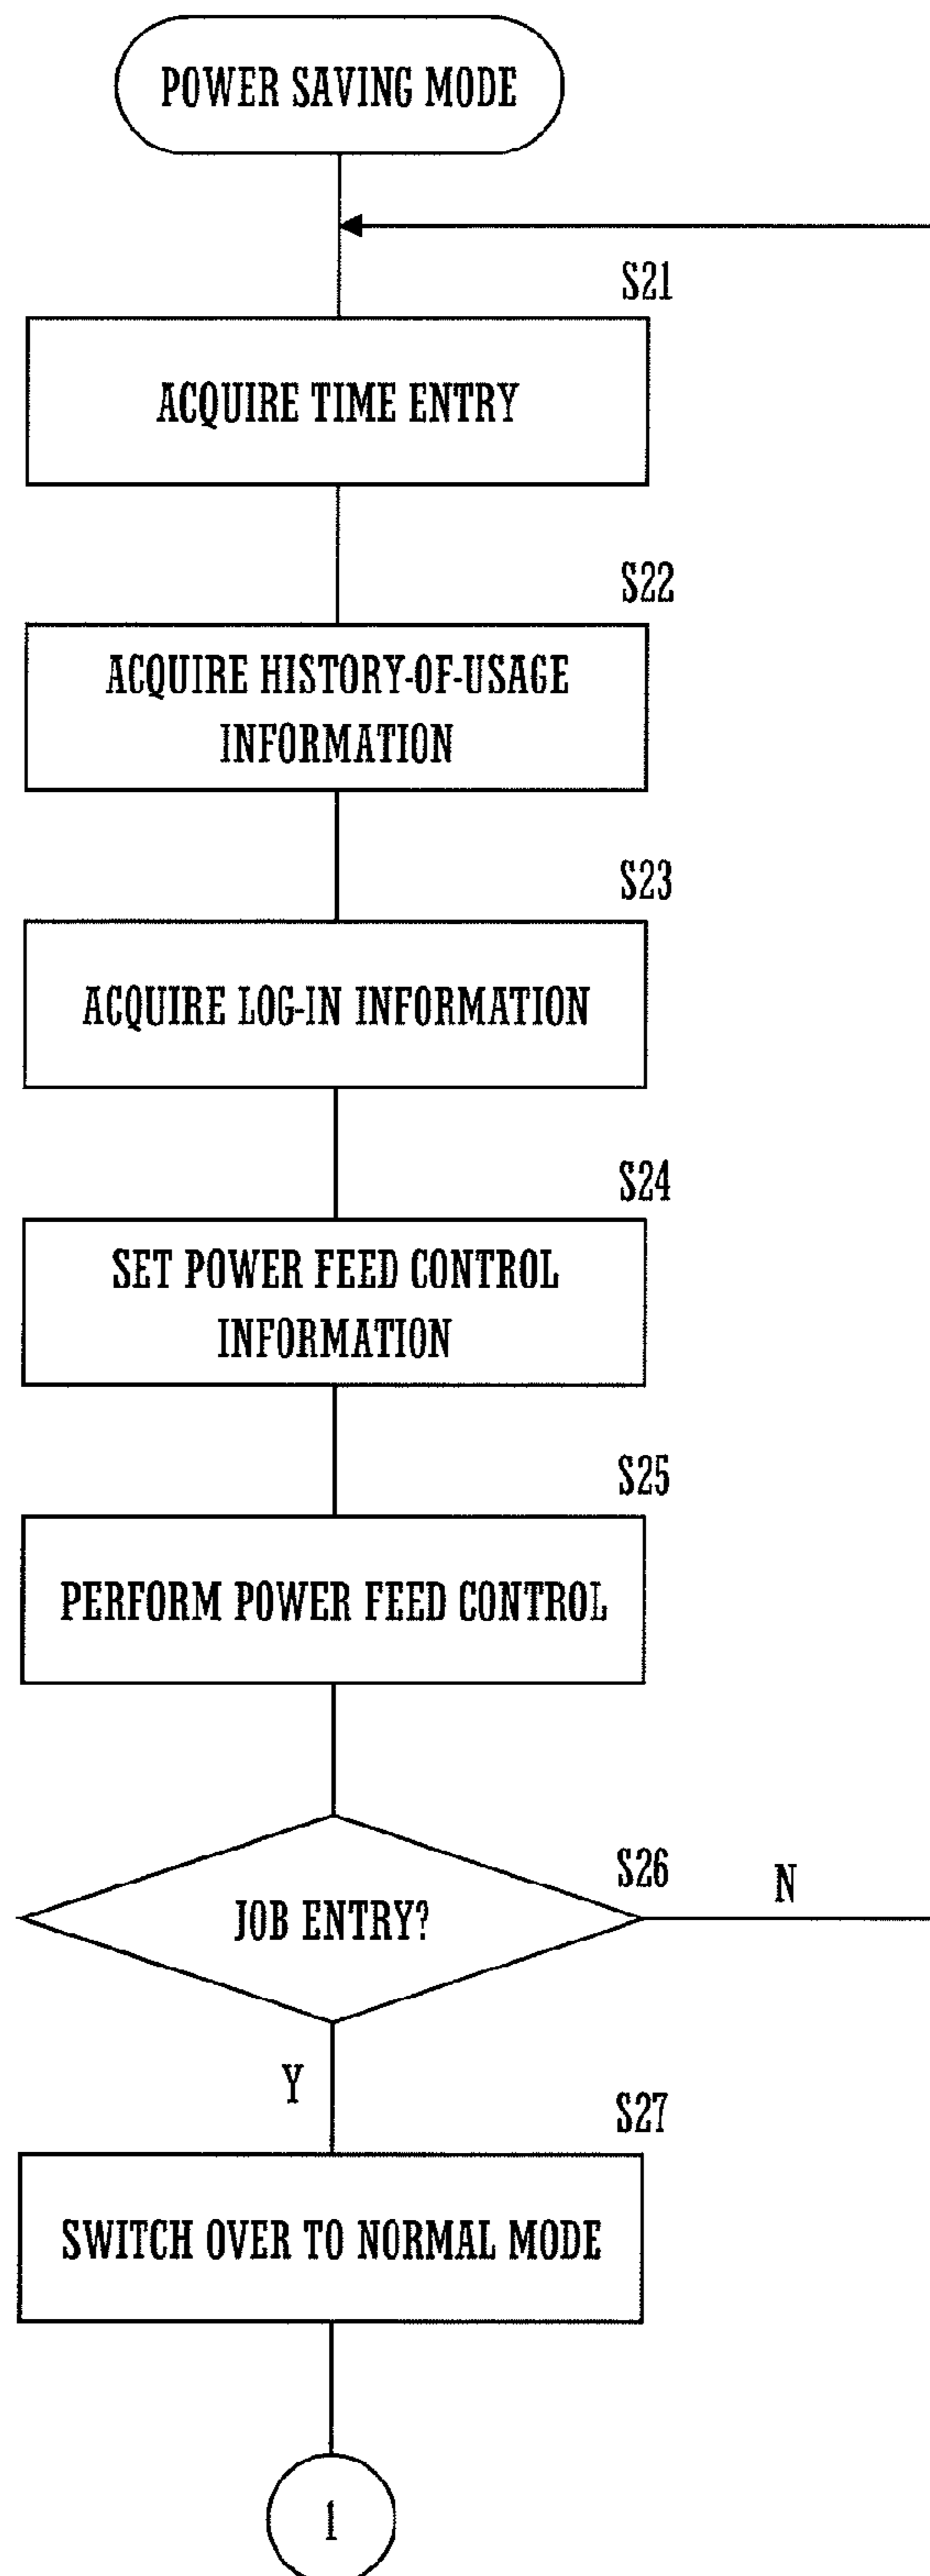 POWER SAVING MODE
S21
ACQUIRE TIME ENTRY
S22
ACQUIRE HISTORY-OF-USAGE
INFORMATION
S23
ACQUIRE LOG-IN INFORMATION
S24
SET POWER FEED CONTROL
INFORMATION
S25
PERFORM POWER FEED CONTROL
S26
N
JOB ENTRY?
Y
S27
SWITCH OVER TO NORMAL MODE
1